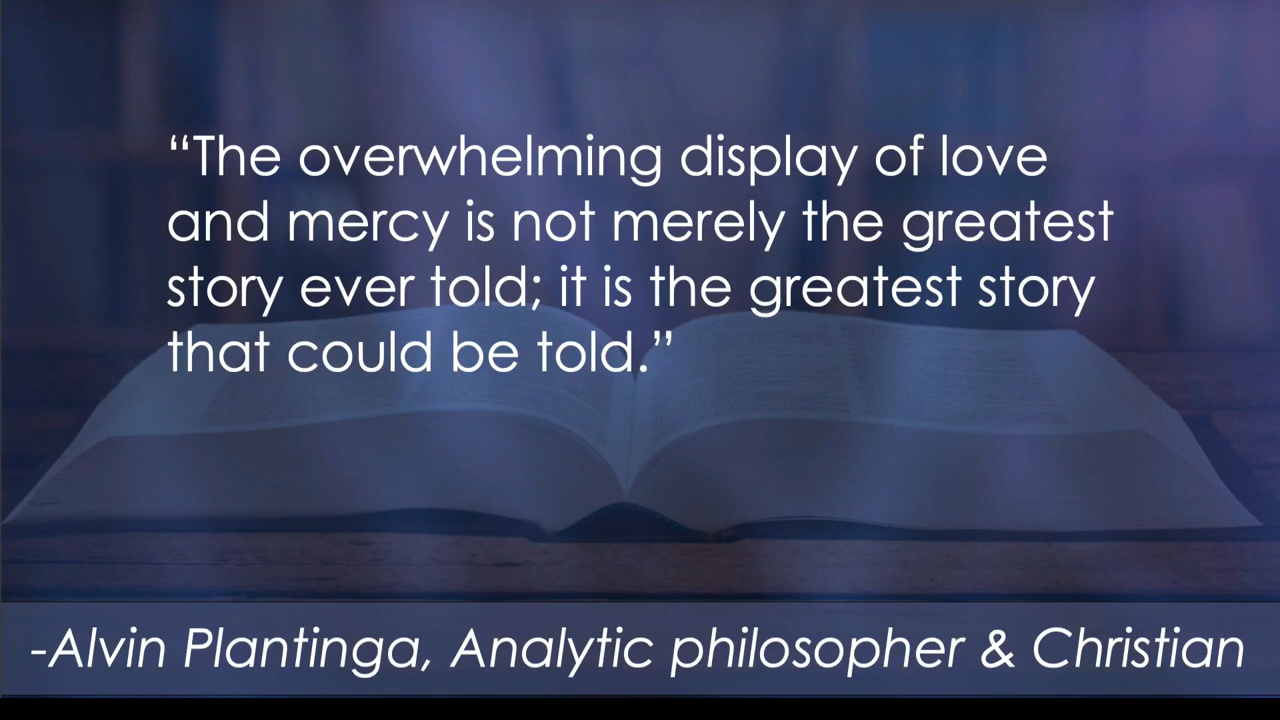 “The overwhelming display of love
and mercy is not merely the greatest
story ever told; it is the greatest story
that could be told.”
-Alvin Plantinga, Analytic philosopher & Christian